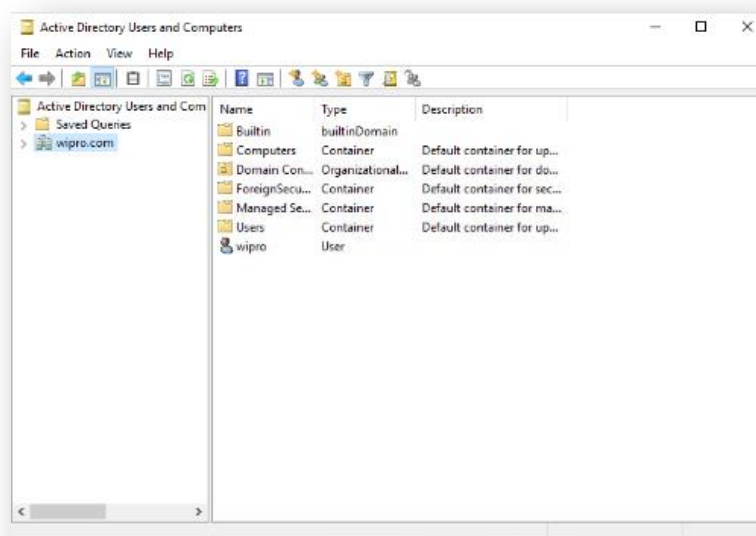 Active Directory Users and Computers
File Action View Help
Active Directory Users and Com
Saved Queries
wipro.com
Name Type Description
Builtin builtinDomain
Computers Container Default container for up...
Domain Con... Organizational... Default container for do...
ForeignSecu... Container Default container for sec...
Managed Se... Container Default container for ma...
Users Container Default container for up...
wipro User